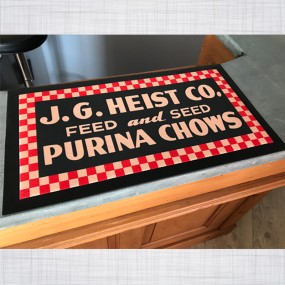 J.G. HEIST CO.
FEED and SEED
PURINA CHOWS